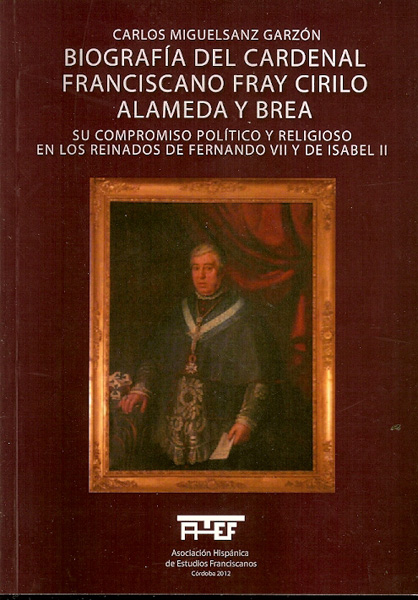 CARLOS MIGUELSANZ GARZÓN
BIOGRAFÍA DEL CARDENAL
FRANCISCANO FRAY CIRILO
ALAMEDA Y BREA
SU COMPROMISO POLÍTICO Y RELIGIOSO
EN LOS REINADOS DE FERNANDO VII Y DE ISABEL II
AHEF
Asociación Hispánica
de Estudios Franciscanos
Córdoba 2012